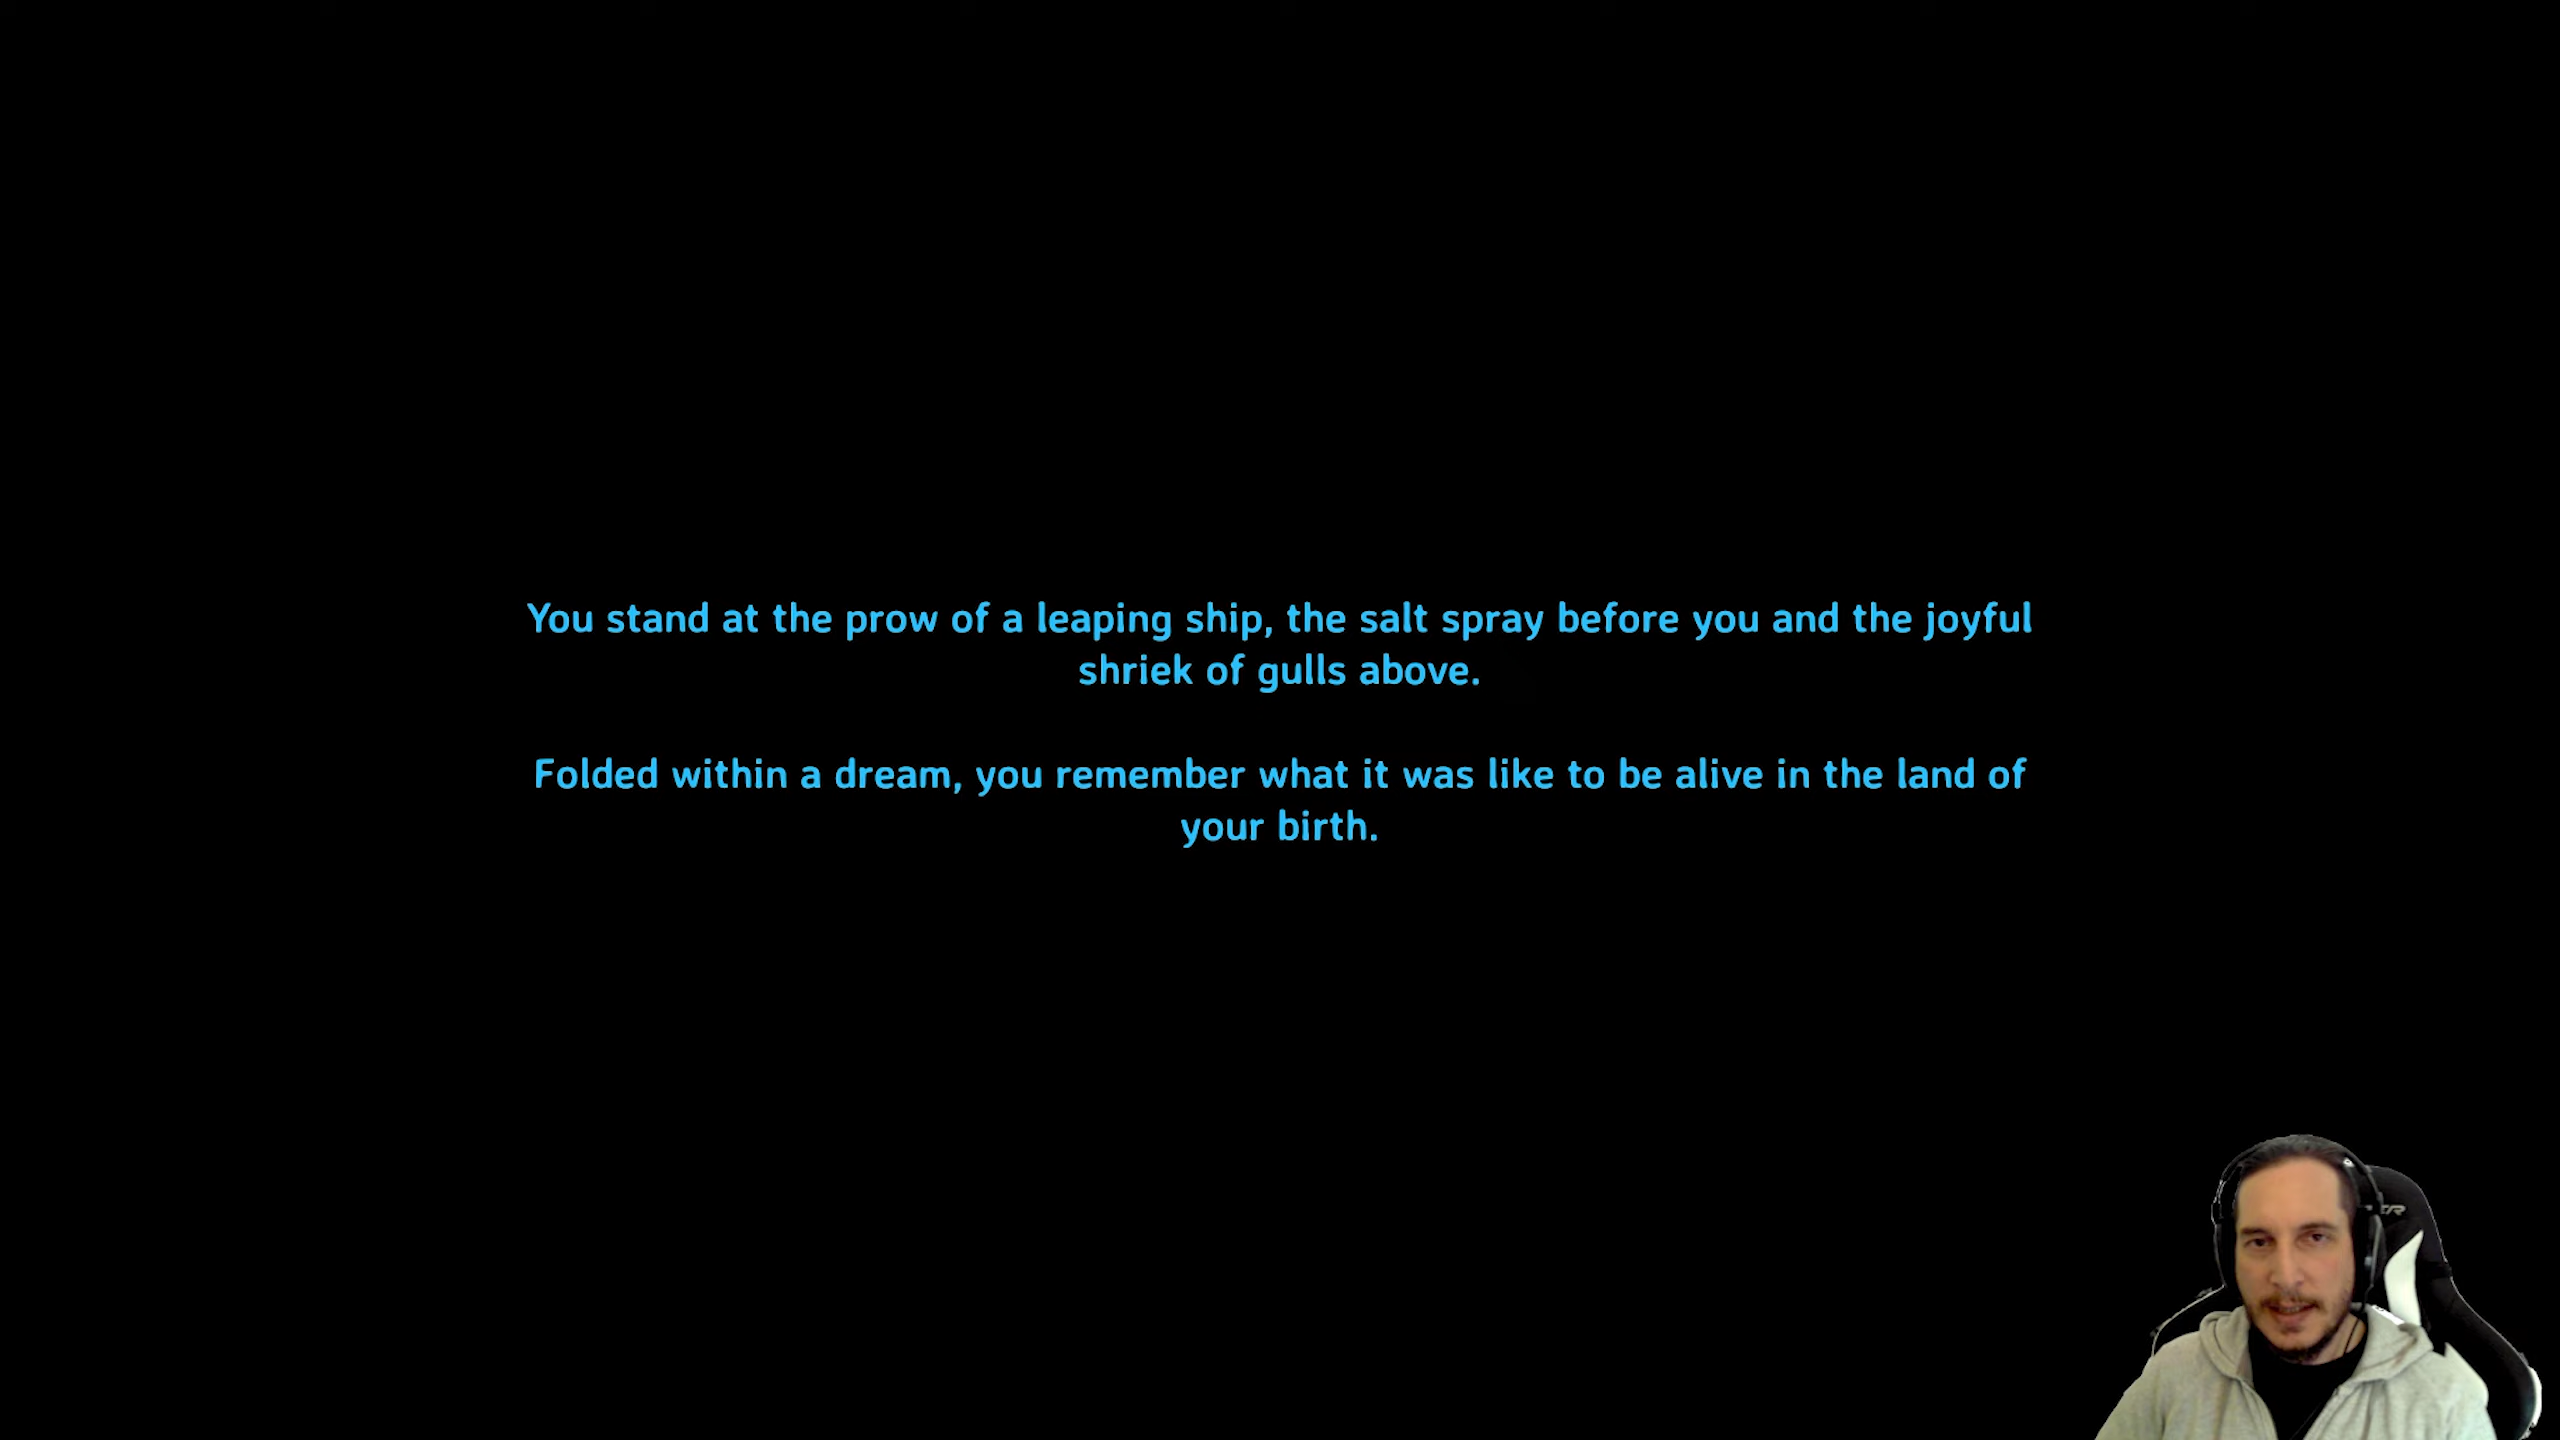 You stand at the prow of a leaping ship, the salt spray before you and the joyful
shriek of gulls above.
Folded within a dream, you remember what it was like to be alive in the land of
your birth.